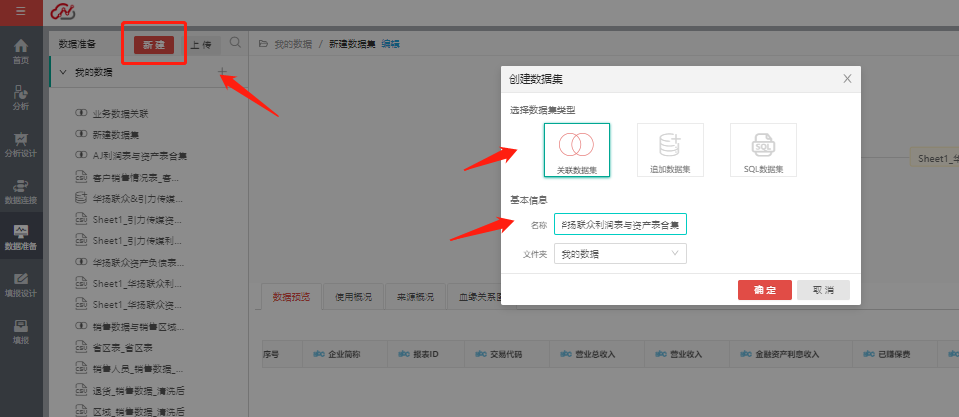 数据准备
新 建
上 传
我的数据 / 新建数据集 编辑
首页
分析
分析设计
数据连接
数据准备
填报设计
填报
我的数据
业务数据关联
新建数据集
AJ利润表与资产表合集
客户销售情况表_客...
华扬联众&引力传媒...
Sheet1_引力传媒资...
Sheet1_引力传媒利...
华扬联众资产负债表...
Sheet1_华扬联众利...
Sheet1_华扬联众资...
销售数据与销售区域...
省区表_省区表
销售人员_销售数据_...
退货_销售数据_清洗后
区域_销售数据_清洗后
创建数据集
选择数据集类型
关联数据集
追加数据集
SQL
SQL数据集
基本信息
名称 华扬联众利润表与资产表合集
文件夹 我的数据
确 定
取 消
Sheet1_华
数据预览 使用概况 来源概况 血缘关系
序号 abc 企业简称 abc 报表ID abc 交易代码 abc 营业总收入 abc 营业收入 abc 金融资产利息收入 abc 已赚保费